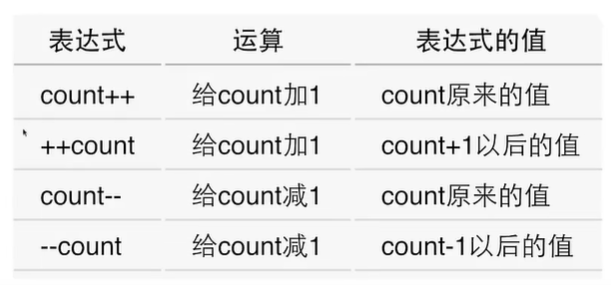 表达式 运算 表达式的值
count++ 给count加1 count原来的值
++count 给count加1 count+1以后的值
count-- 给count减1 count原来的值
--count 给count减1 count-1以后的值